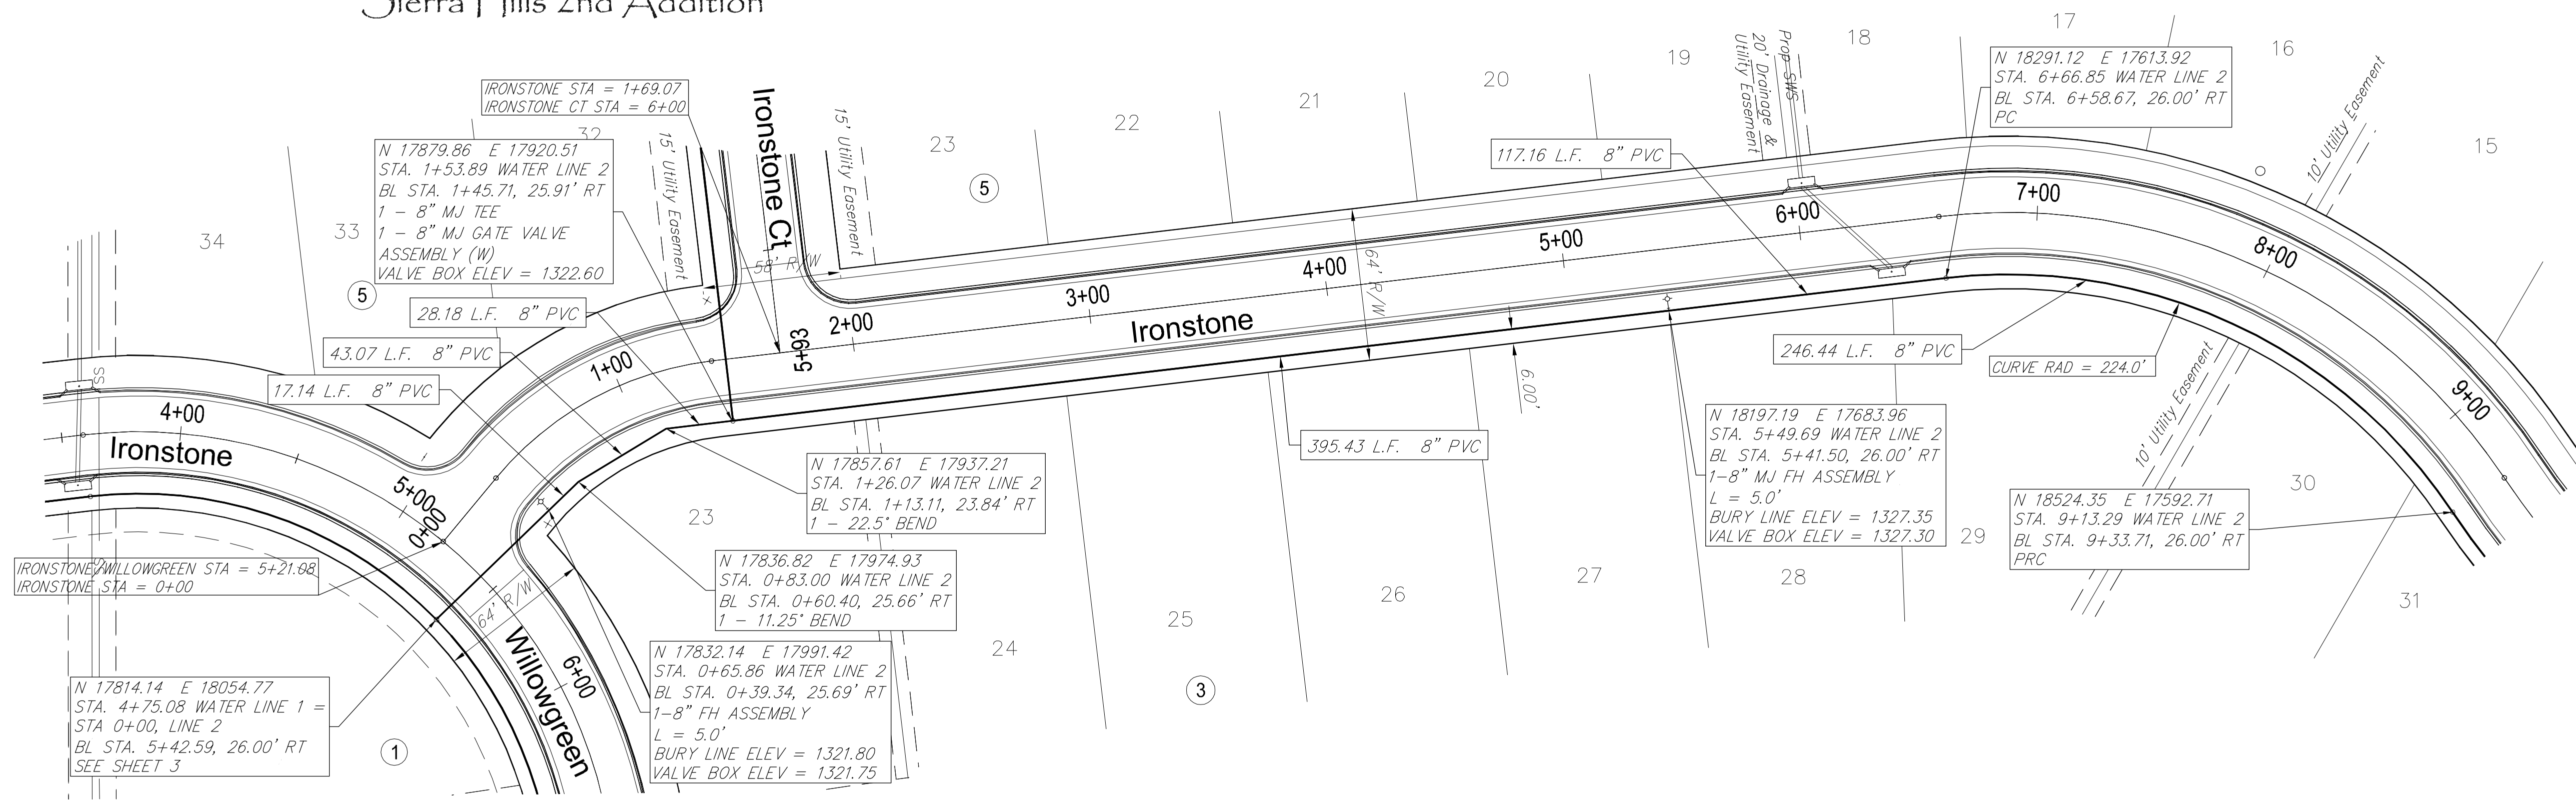 Sierra Hills 2nd Addition
IRONSTONE STA = 1+69.07
IRONSTONE CT STA = 6+00
N 17879.86 E 17920.51
STA. 1+53.89 WATER LINE 2
BL STA. 1+45.71, 25.91' RT
1 – 8" MJ TEE
1 – 8" MJ GATE VALVE
ASSEMBLY (W)
VALVE BOX ELEV = 1322.60
28.18 L.F. 8" PVC
43.07 L.F. 8" PVC
17.14 L.F. 8" PVC
34
33
32
5
15' Utility Easement
Ironstone Ct
15' Utility Easement
58' R/W
23
5
22
21
20
19
20' Drainage &
Utility Easement
Prop SWS
18
17
16
15
117.16 L.F. 8" PVC
N 18291.12 E 17613.92
STA. 6+66.85 WATER LINE 2
BL STA. 6+58.67, 26.00' RT
PC
10' Utility Easement
SS
4+00
Ironstone
5+00
0+00
1+00
5+93
2+00
3+00
Ironstone
4+00
64' R/W
5+00
6+00
7+00
8+00
9+00
6.00'
246.44 L.F. 8" PVC
CURVE RAD = 224.0'
10' Utility Easement
395.43 L.F. 8" PVC
N 18197.19 E 17683.96
STA. 5+49.69 WATER LINE 2
BL STA. 5+41.50, 26.00' RT
1-8" MJ FH ASSEMBLY
L = 5.0'
BURY LINE ELEV = 1327.35
VALVE BOX ELEV = 1327.30
N 18524.35 E 17592.71
STA. 9+13.29 WATER LINE 2
BL STA. 9+33.71, 26.00' RT
PRC
N 17857.61 E 17937.21
STA. 1+26.07 WATER LINE 2
BL STA. 1+13.11, 23.84' RT
1 – 22.5° BEND
N 17836.82 E 17974.93
STA. 0+83.00 WATER LINE 2
BL STA. 0+60.40, 25.66' RT
1 – 11.25° BEND
N 17832.14 E 17991.42
STA. 0+65.86 WATER LINE 2
BL STA. 0+39.34, 25.69' RT
1-8" FH ASSEMBLY
L = 5.0'
BURY LINE ELEV = 1321.80
VALVE BOX ELEV = 1321.75
IRONSTONE/WILLOWGREEN STA = 5+21.08
IRONSTONE STA = 0+00
64' R/W
Willowgreen
6+00
N 17814.14 E 18054.77
STA. 4+75.08 WATER LINE 1 =
STA 0+00, LINE 2
BL STA. 5+42.59, 26.00' RT
SEE SHEET 3
1
23
24
25
3
26
27
28
29
30
31